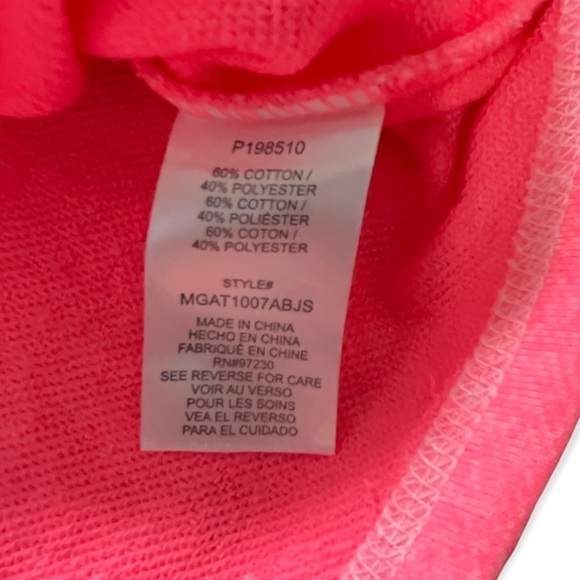 P198510
60% COTTON /
40% POLYESTER
60% COTTON /
40% POLIÉSTER
60% COTON /
40% POLYESTER
STYLE#
MGAT1007ABJS
MADE IN CHINA
HECHO EN CHINA
FABRIQUÉ EN CHINE
RN#97230
SEE REVERSE FOR CARE
VOIR AU VERSO
POUR LES SOINS
VEA EL REVERSO
PARA EL CUIDADO